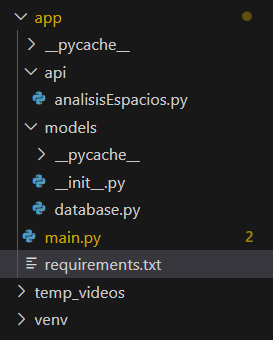 app
__pycache__
api
analisisEspacios.py
models
__pycache__
__init__.py
database.py
main.py 2
requirements.txt
temp_videos
venv